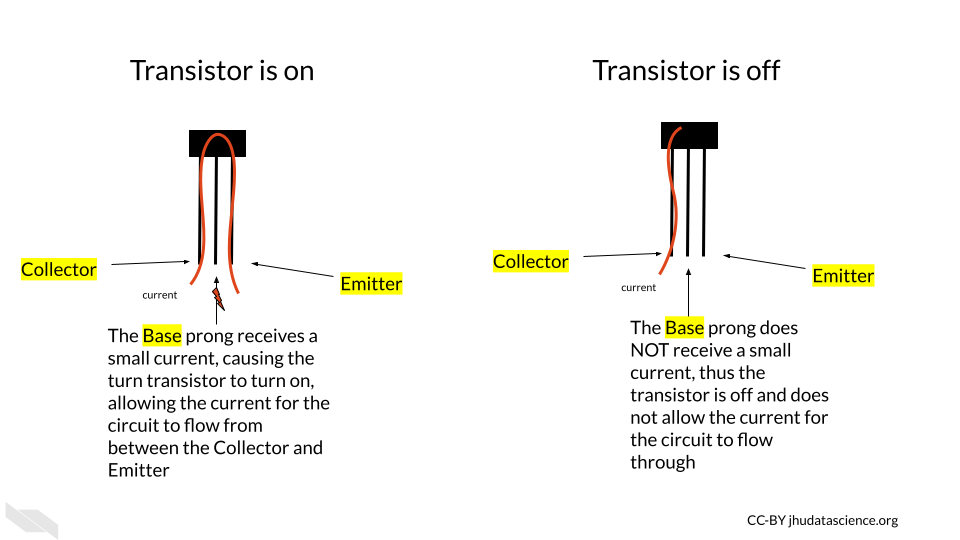 Transistor is on
Transistor is off
Collector
Emitter
current
The Base prong receives a
small current, causing the
turn transistor to turn on,
allowing the current for the
circuit to flow from
between the Collector and
Emitter
Collector
Emitter
current
The Base prong does
NOT receive a small
current, thus the
transistor is off and does
not allow the current for
the circuit to flow
through
CC-BY jhudatascience.org